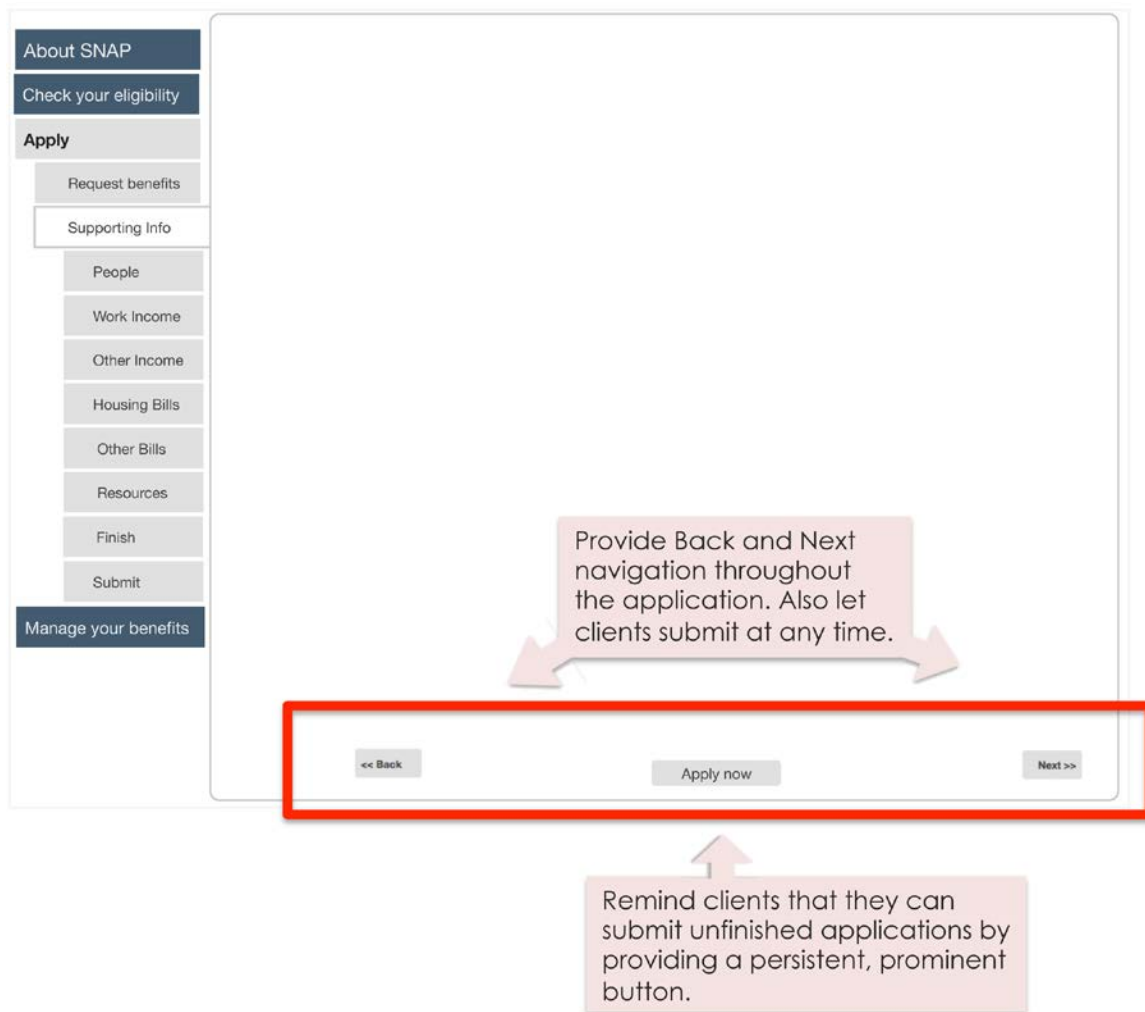 About SNAP
Check your eligibility
Apply
Request benefits
Supporting Info
People
Work Income
Other Income
Housing Bills
Other Bills
Resources
Finish
Submit
Manage your benefits
Provide Back and Next
navigation throughout
the application. Also let
clients submit at any time.
<< Back
Apply now
Next >>
Remind clients that they can
submit unfinished applications by
providing a persistent, prominent
button.